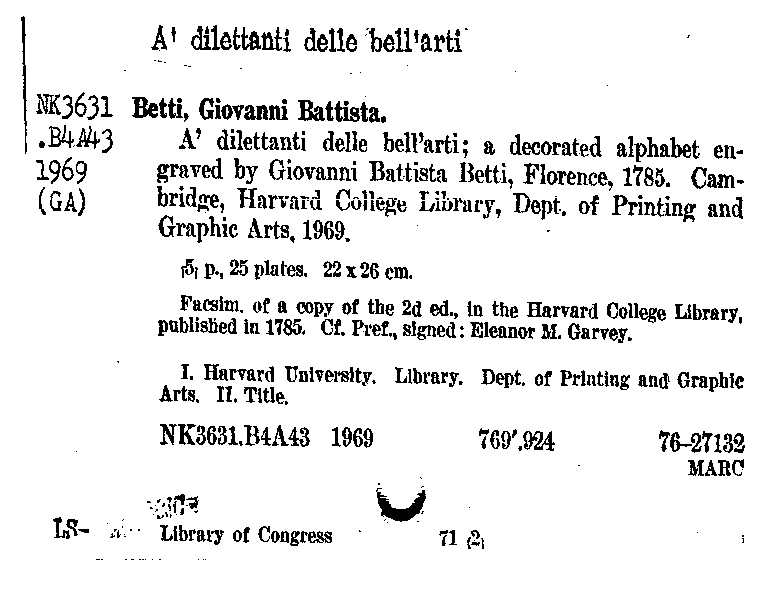 A' dilettanti delle bell'arti
NK3631 Betti, Giovanni Battista.
.B4A43 A' dilettanti delle bell'arti; a decorated alphabet en-
1969 graved by Giovanni Battista Betti, Florence, 1785. Cam-
(GA) bridge, Harvard College Library, Dept. of Printing and
Graphic Arts, 1969.
[5] p., 25 plates. 22 x 26 cm.
Facsim. of a copy of the 2d ed., in the Harvard College Library,
published in 1785. Cf. Pref., signed: Eleanor M. Garvey.
I. Harvard University. Library. Dept. of Printing and Graphic
Arts. II. Title.
NK3631.B4A43 1969 769'.924 76-27132
MARC
LS- Library of Congress 71 [2]